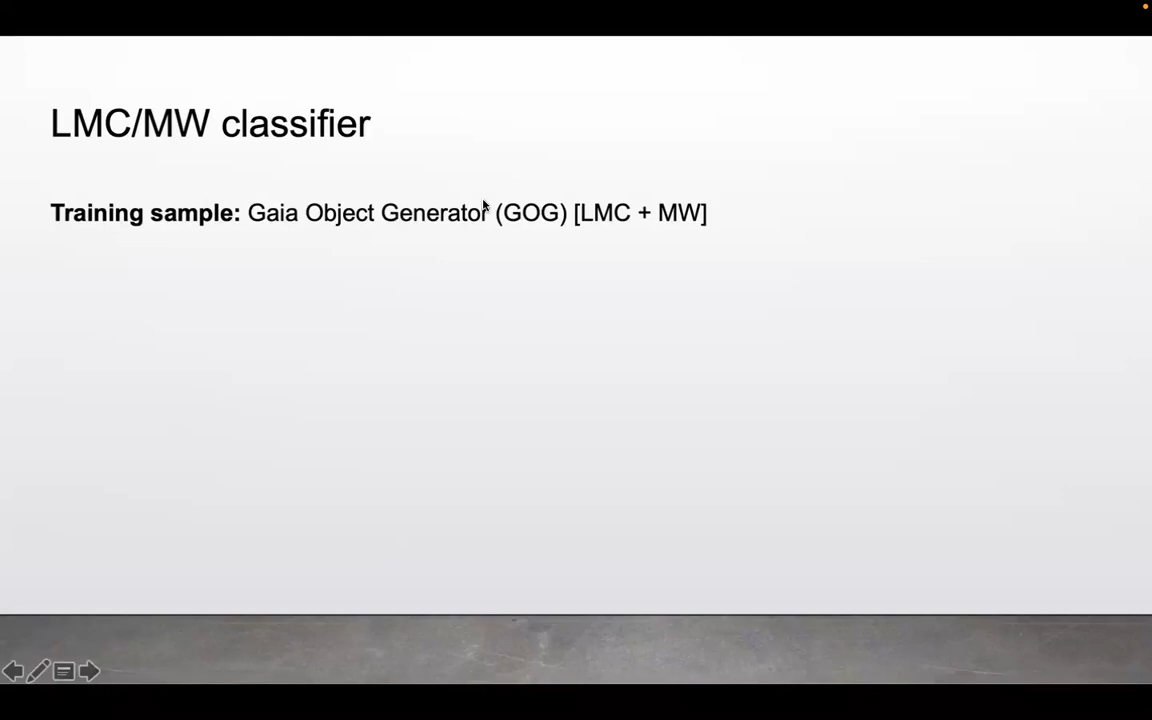 LMC/MW classifier
Training sample: Gaia Object Generator (GOG) [LMC + MW]